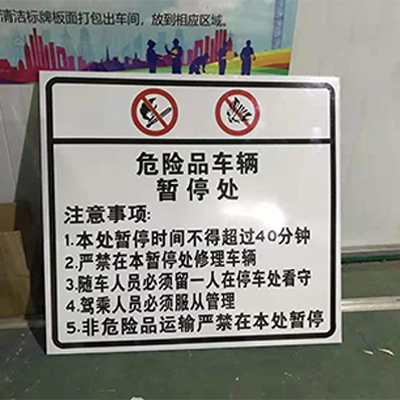 清洁标牌板面打包出车间，放到相应区域。
危险品车辆
暂停处
注意事项:
1.本处暂停时间不得超过40分钟
2.严禁在本暂停处修理车辆
3.随车人员必须留一人在停车处看守
4.驾乘人员必须服从管理
5.非危险品运输严禁在本处暂停